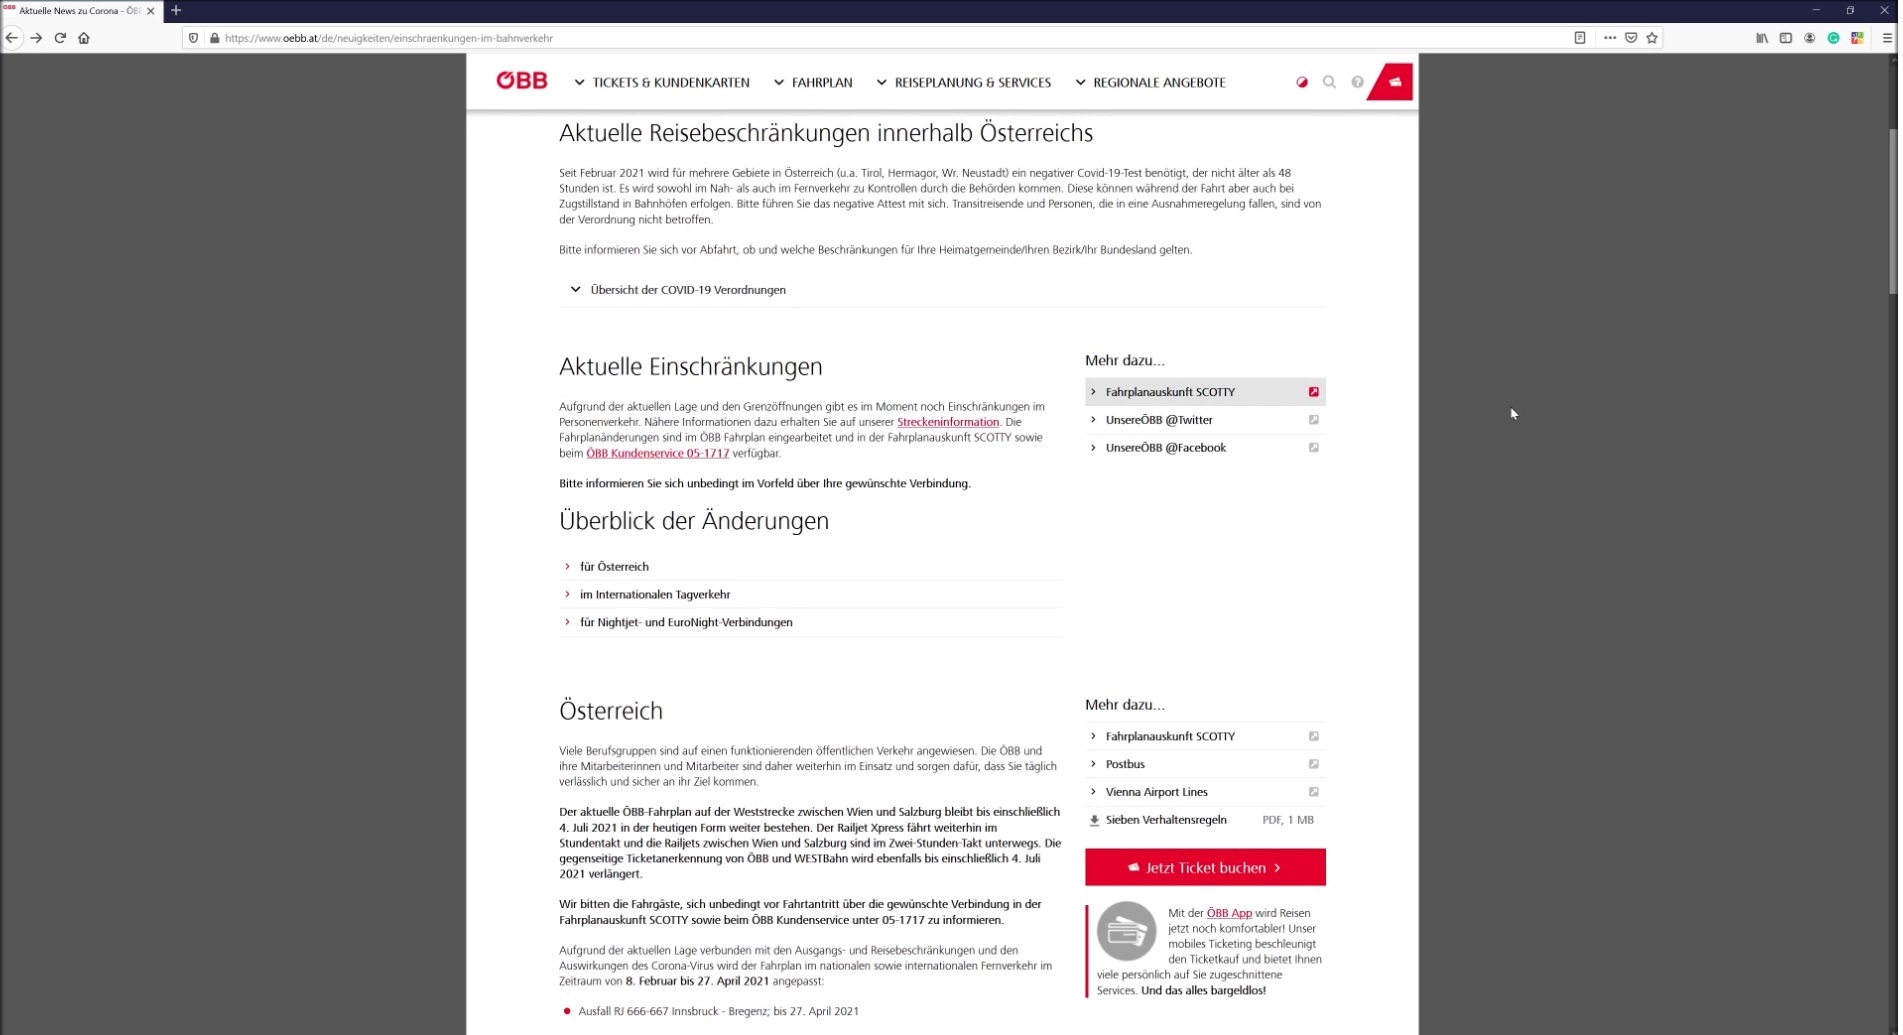 ÖBB Aktuelle News zu Corona - ÖB
https://www.oebb.at/de/neuigkeiten/einschraenkungen-im-bahnverkehr
ÖBB TICKETS & KUNDENKARTEN FAHRPLAN REISEPLANUNG & SERVICES REGIONALE ANGEBOTE
Aktuelle Reisebeschränkungen innerhalb Österreichs
Seit Februar 2021 wird für mehrere Gebiete in Österreich (u.a. Tirol, Hermagor, Wr. Neustadt) ein negativer Covid-19-Test benötigt, der nicht älter als 48
Stunden ist. Es wird sowohl im Nah- als auch im Fernverkehr zu Kontrollen durch die Behörden kommen. Diese können während der Fahrt aber auch bei
Zugstillstand in Bahnhöfen erfolgen. Bitte führen Sie das negative Attest mit sich. Transitreisende und Personen, die in eine Ausnahmeregelung fallen, sind von
der Verordnung nicht betroffen.
Bitte informieren Sie sich vor Abfahrt, ob und welche Beschränkungen für Ihre Heimatgemeinde/Ihren Bezirk/Ihr Bundesland gelten.
Übersicht der COVID-19 Verordnungen
Aktuelle Einschränkungen
Aufgrund der aktuellen Lage und den Grenzöffnungen gibt es im Moment noch Einschränkungen im
Personenverkehr. Nähere Informationen dazu erhalten Sie auf unserer Streckeninformation. Die
Fahrplanänderungen sind im ÖBB Fahrplan eingearbeitet und in der Fahrplanauskunft SCOTTY sowie
beim ÖBB Kundenservice 05-1717 verfügbar.
Bitte informieren Sie sich unbedingt im Vorfeld über Ihre gewünschte Verbindung.
Mehr dazu...
Fahrplanauskunft SCOTTY
UnsereÖBB @Twitter
UnsereÖBB @Facebook
Überblick der Änderungen
für Österreich
im Internationalen Tagverkehr
für Nightjet- und EuroNight-Verbindungen
Österreich
Viele Berufsgruppen sind auf einen funktionierenden öffentlichen Verkehr angewiesen. Die ÖBB und
ihre Mitarbeiterinnen und Mitarbeiter sind daher weiterhin im Einsatz und sorgen dafür, dass Sie täglich
verlässlich und sicher an ihr Ziel kommen.
Der aktuelle ÖBB-Fahrplan auf der Weststrecke zwischen Wien und Salzburg bleibt bis einschließlich
4. Juli 2021 in der heutigen Form weiter bestehen. Der Railjet Xpress fährt weiterhin im
Stundentakt und die Railjets zwischen Wien und Salzburg sind im Zwei-Stunden-Takt unterwegs. Die
gegenseitige Ticketanerkennung von ÖBB und WESTBahn wird ebenfalls bis einschließlich 4. Juli
2021 verlängert.
Wir bitten die Fahrgäste, sich unbedingt vor Fahrtantritt über die gewünschte Verbindung in der
Fahrplanauskunft SCOTTY sowie beim ÖBB Kundenservice unter 05-1717 zu informieren.
Aufgrund der aktuellen Lage verbunden mit den Ausgangs- und Reisebeschränkungen und den
Auswirkungen des Corona-Virus wird der Fahrplan im nationalen sowie internationalen Fernverkehr im
Zeitraum von 8. Februar bis 27. April 2021 angepasst:
Ausfall RJ 666-667 Innsbruck - Bregenz; bis 27. April 2021
Mehr dazu...
Fahrplanauskunft SCOTTY
Postbus
Vienna Airport Lines
Sieben Verhaltensregeln PDF, 1 MB
Jetzt Ticket buchen
Mit der ÖBB App wird Reisen
jetzt noch komfortabler! Unser
mobiles Ticketing beschleunigt
den Ticketkauf und bietet Ihnen
viele persönlich auf Sie zugeschnittene
Services. Und das alles bargeldlos!